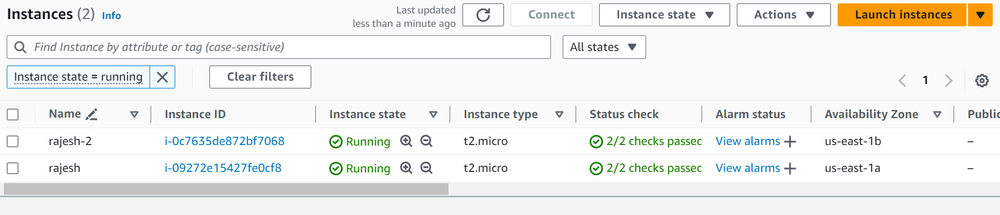 Instances (2) Info
Last updated
less than a minute ago
Connect
Instance state
Actions
Launch instances
Find Instance by attribute or tag (case-sensitive)
All states
Instance state = running
Clear filters
1
Name Instance ID Instance state Instance type Status check Alarm status Availability Zone Public
rajesh-2 i-0c7635de872bf7068 Running t2.micro 2/2 checks passed View alarms us-east-1b –
rajesh i-09272e15427fe0cf8 Running t2.micro 2/2 checks passed View alarms us-east-1a –